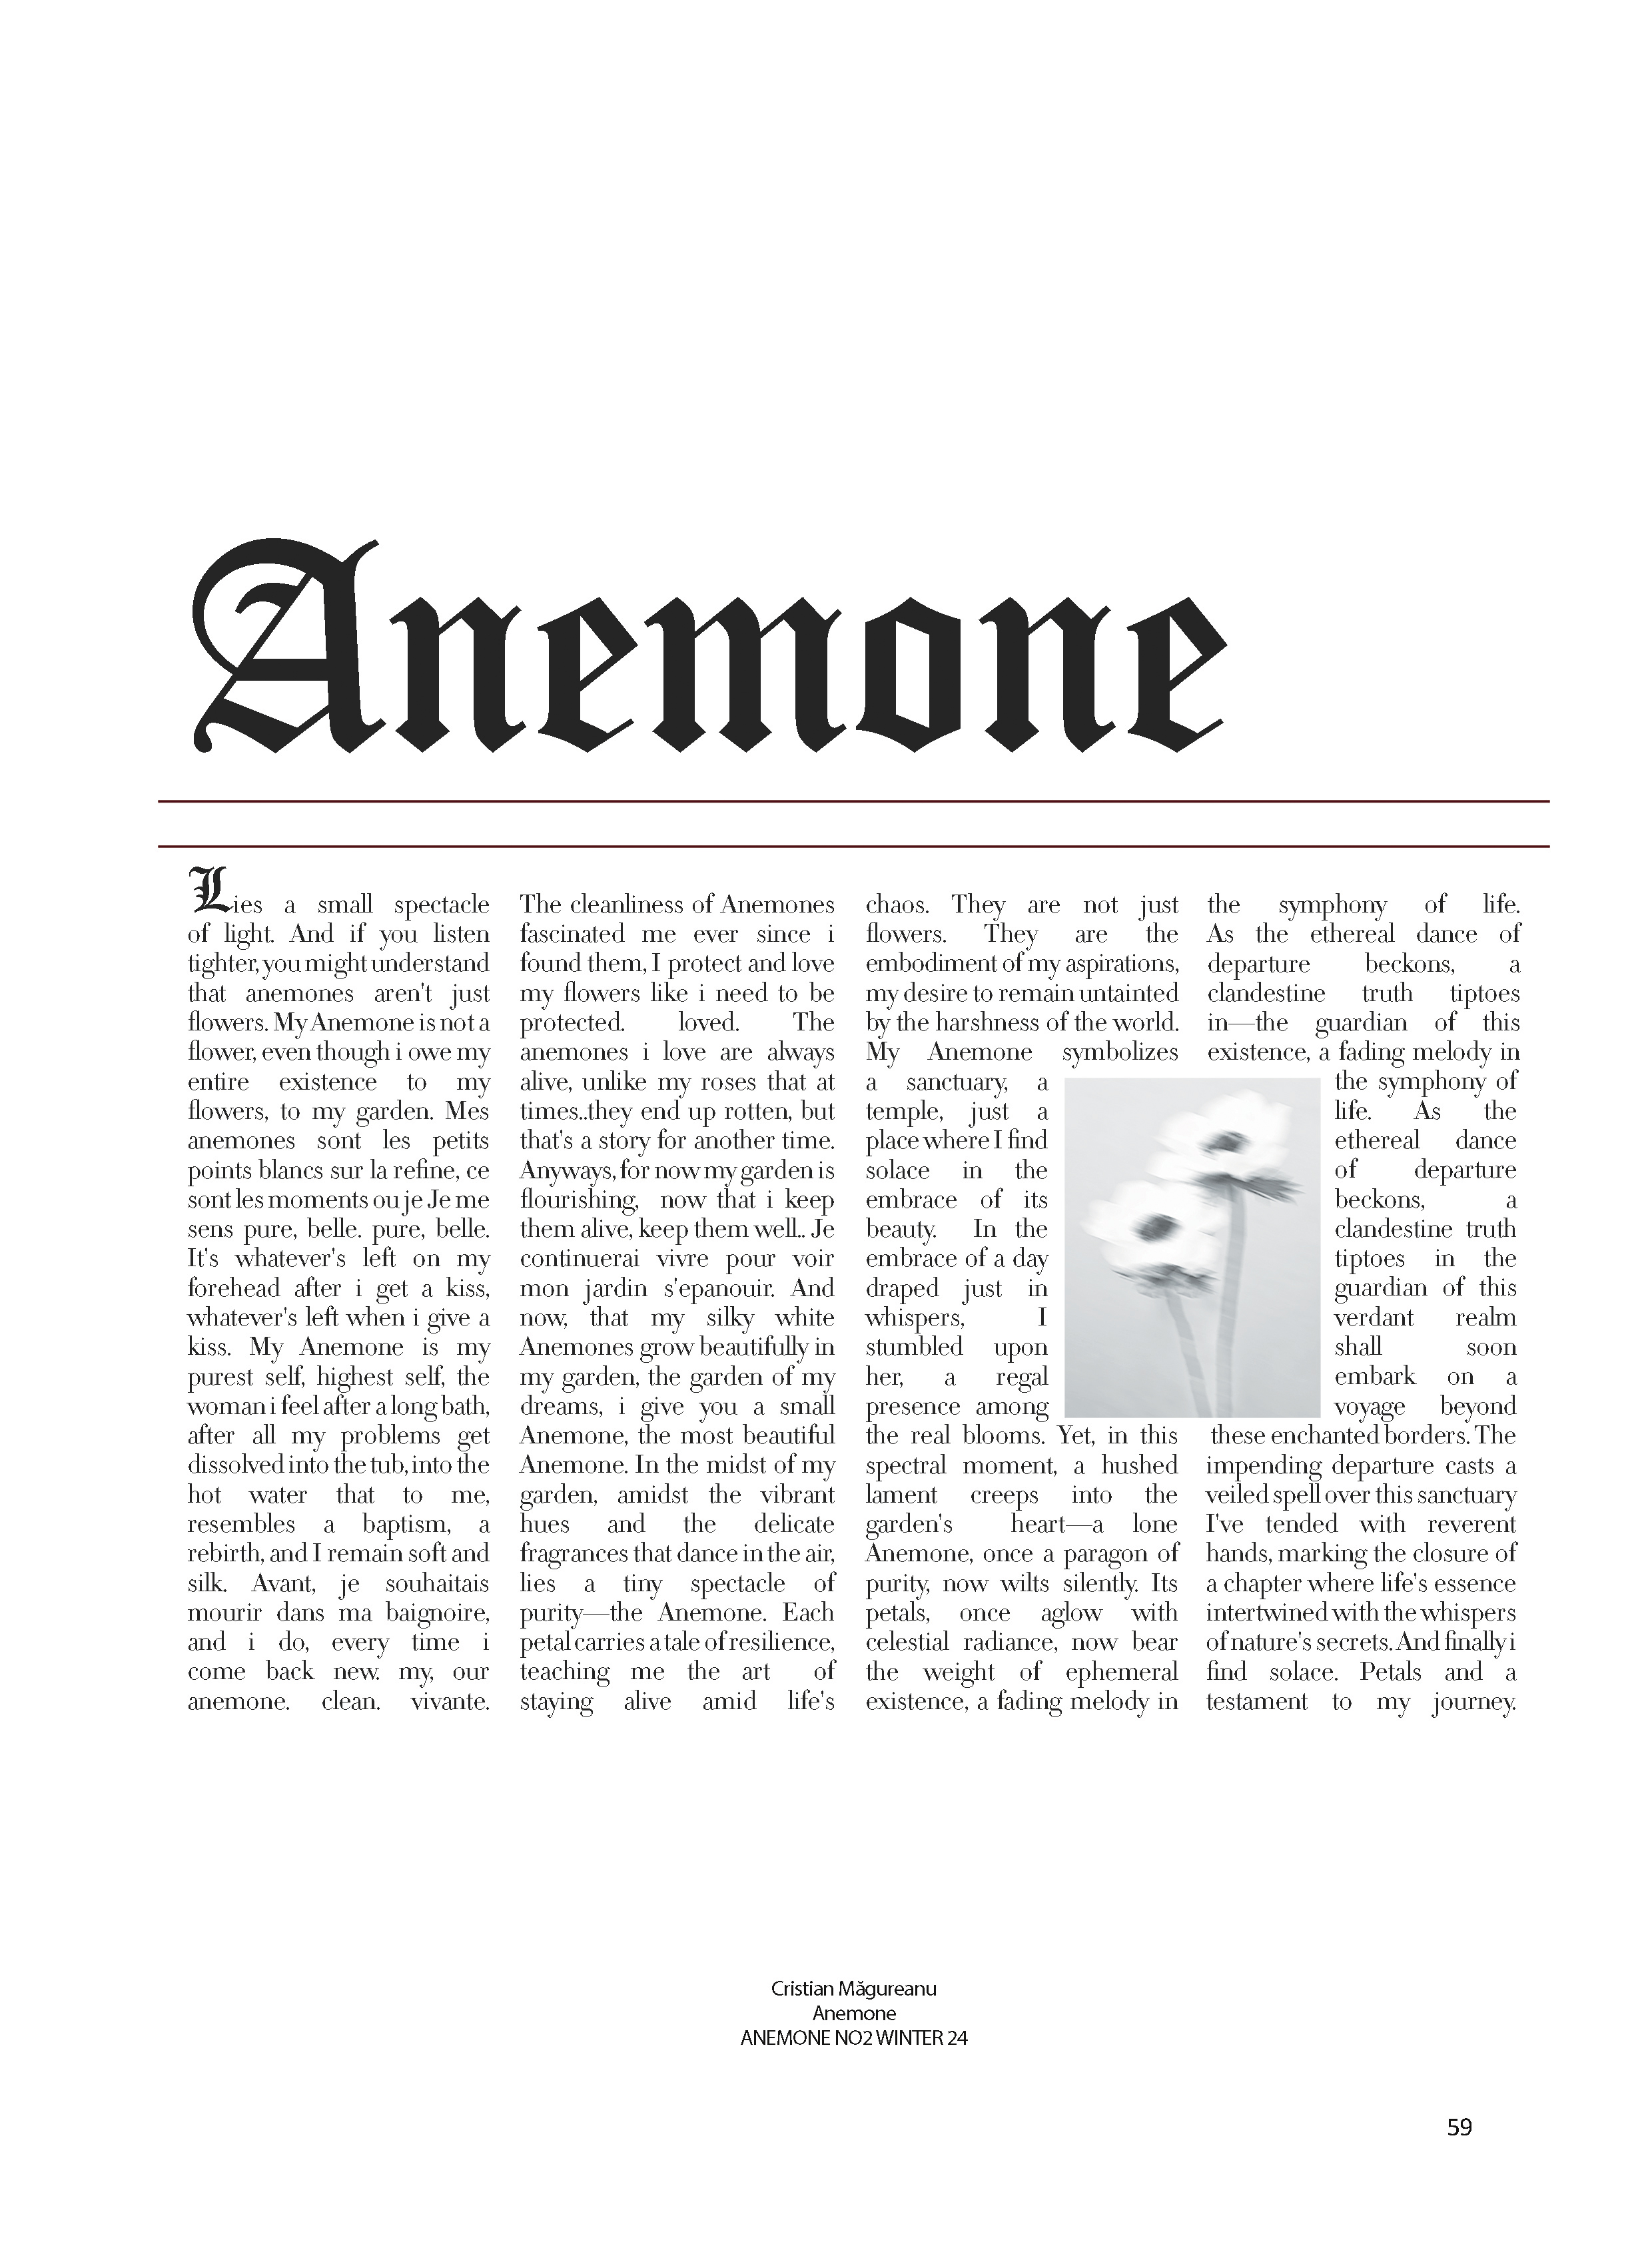 Anemone
Lies a small spectacle
of light. And if you listen
tighter, you might understand
that anemones aren't just
flowers. My Anemone is not a
flower, even though i owe my
entire existence to my
flowers, to my garden. Mes
anemones sont les petits
points blancs sur la refine, ce
sont les moments ou je Je me
sens pure, belle. pure, belle.
It's whatever's left on my
forehead after i get a kiss,
whatever's left when i give a
kiss. My Anemone is my
purest self, highest self, the
woman i feel after a long bath,
after all my problems get
dissolved into the tub, into the
hot water that to me,
resembles a baptism, a
rebirth, and I remain soft and
silk. Avant, je souhaitais
mourir dans ma baignoire,
and i do, every time i
come back new. my, our
anemone. clean. vivante.
The cleanliness of Anemones
fascinated me ever since i
found them, I protect and love
my flowers like i need to be
protected. loved. The
anemones i love are always
alive, unlike my roses that at
times..they end up rotten, but
that's a story for another time.
Anyways, for now my garden is
flourishing, now that i keep
them alive, keep them well.. Je
continuerai vivre pour voir
mon jardin s'epanouir. And
now, that my silky white
Anemones grow beautifully in
my garden, the garden of my
dreams, i give you a small
Anemone, the most beautiful
Anemone. In the midst of my
garden, amidst the vibrant
hues and the delicate
fragrances that dance in the air,
lies a tiny spectacle of
purity—the Anemone. Each
petal carries a tale of resilience,
teaching me the art of
staying alive amid life's
chaos. They are not just
flowers. They are the
embodiment of my aspirations,
my desire to remain untainted
by the harshness of the world.
My Anemone symbolizes
a sanctuary, a
temple, just a
place where I find
solace in the
embrace of its
beauty. In the
embrace of a day
draped just in
whispers, I
stumbled upon
her, a regal
presence among
the real blooms. Yet, in this
spectral moment, a hushed
lament creeps into the
garden's heart—a lone
Anemone, once a paragon of
purity, now wilts silently. Its
petals, once aglow with
celestial radiance, now bear
the weight of ephemeral
existence, a fading melody in
the symphony of life.
As the ethereal dance of
departure beckons, a
clandestine truth tiptoes
in—the guardian of this
existence, a fading melody in
the symphony of
life. As the
ethereal dance
of departure
beckons, a
clandestine truth
tiptoes in the
guardian of this
verdant realm
shall soon
embark on a
voyage beyond
these enchanted borders. The
impending departure casts a
veiled spell over this sanctuary
I've tended with reverent
hands, marking the closure of
a chapter where life's essence
intertwined with the whispers
of nature's secrets. And finally i
find solace. Petals and a
testament to my journey.
Cristian Măgureanu
Anemone
ANEMONE NO2 WINTER 24
59